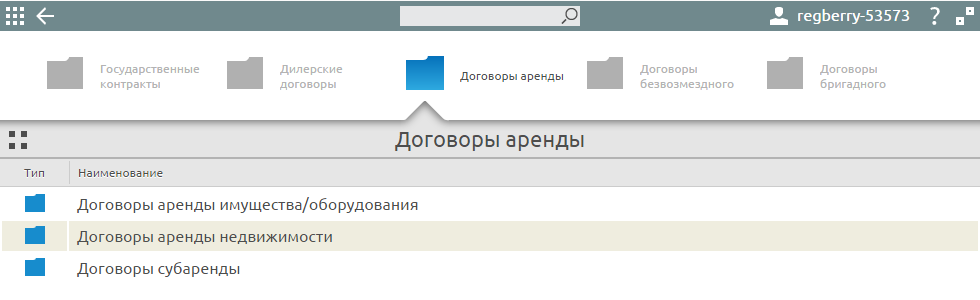 regberry-53573 ?
Государственные
контракты
Дилерские
договоры
Договоры аренды
Договоры
безвозмездного
Договоры
бригадного
Договоры аренды
Тип Наименование
Договоры аренды имущества/оборудования
Договоры аренды недвижимости
Договоры субаренды